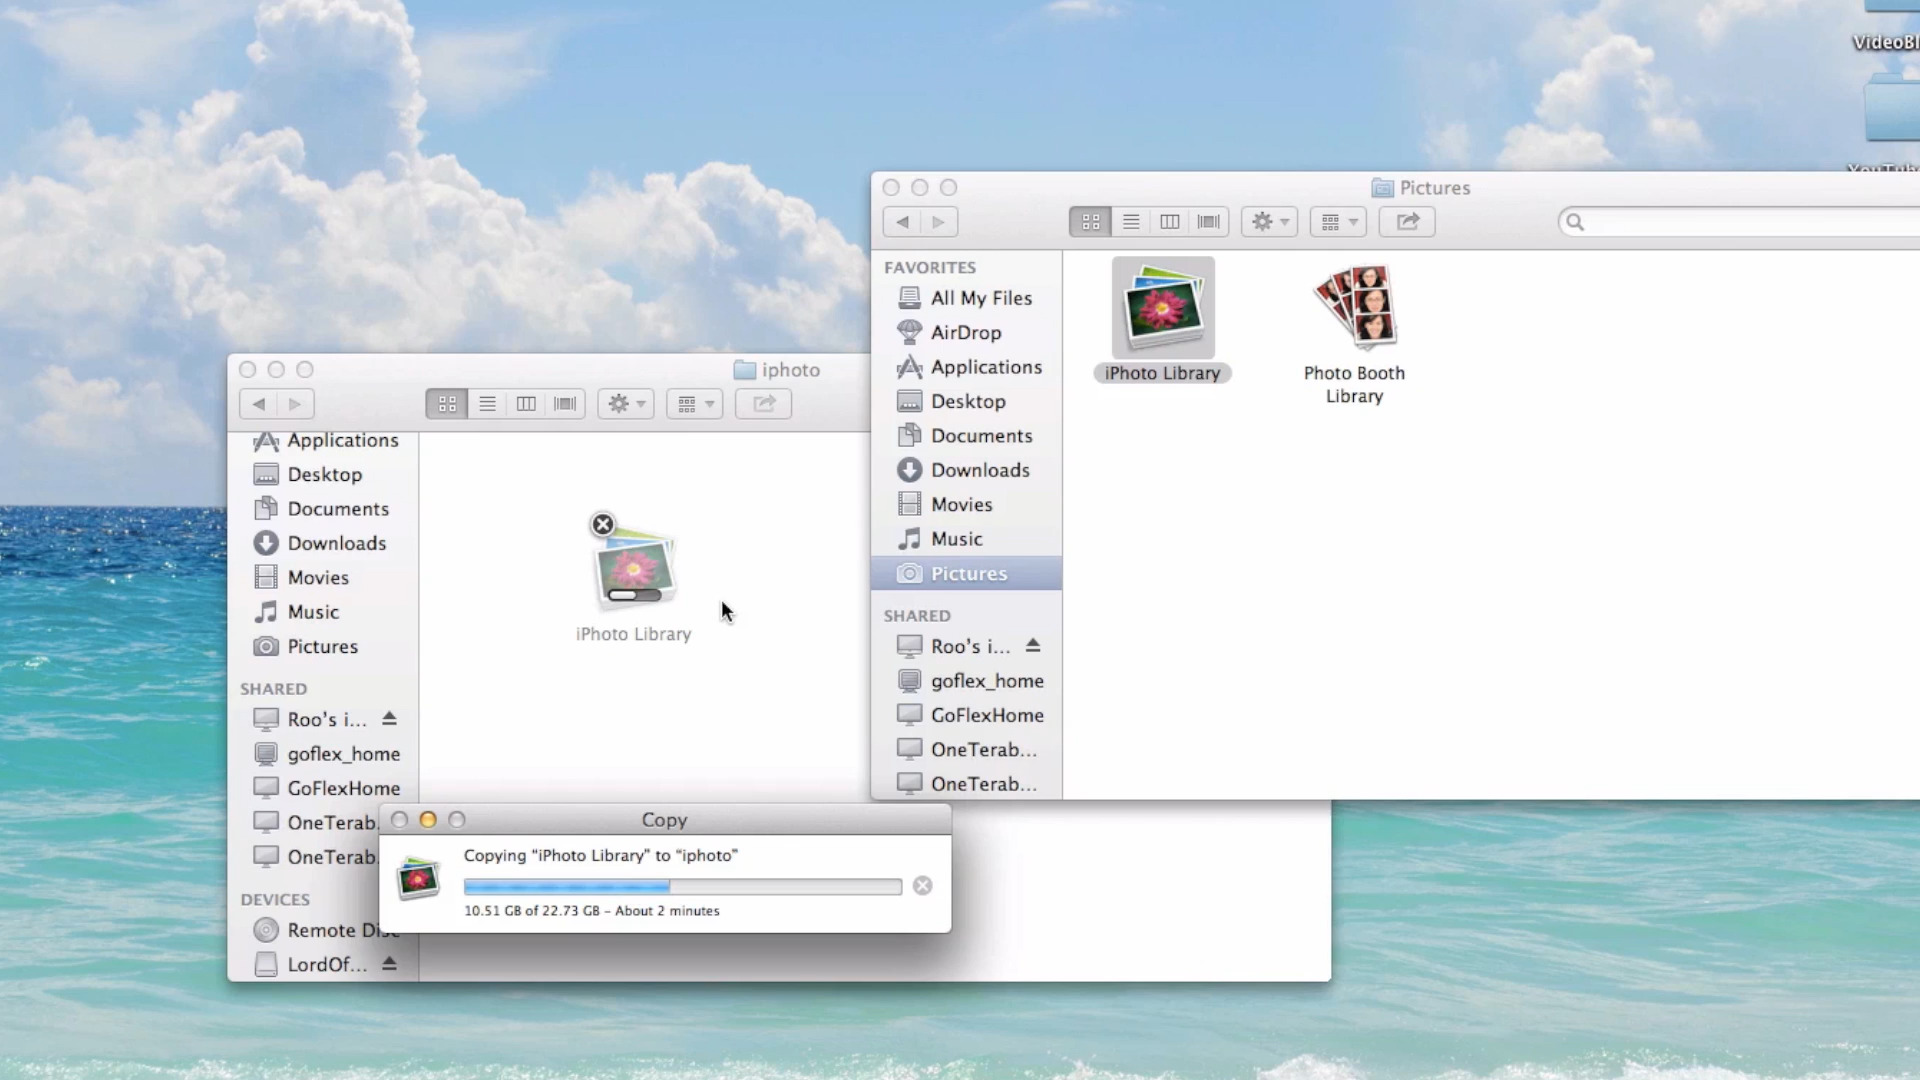 VideoBl
Pictures
FAVORITES
All My Files
AirDrop
Applications
Desktop
Documents
Downloads
Movies
Music
Pictures
SHARED
Roo's i...
goflex_home
GoFlexHome
OneTerab...
OneTerab...
iPhoto Library
Photo Booth
Library
iphoto
Applications
Desktop
Documents
Downloads
Movies
Music
Pictures
SHARED
Roo's i...
goflex_home
GoFlexHome
OneTerab.
OneTerab.
DEVICES
Remote Disc
LordOf...
iPhoto Library
Copy
Copying “iPhoto Library” to “iphoto”
10.51 GB of 22.73 GB – About 2 minutes